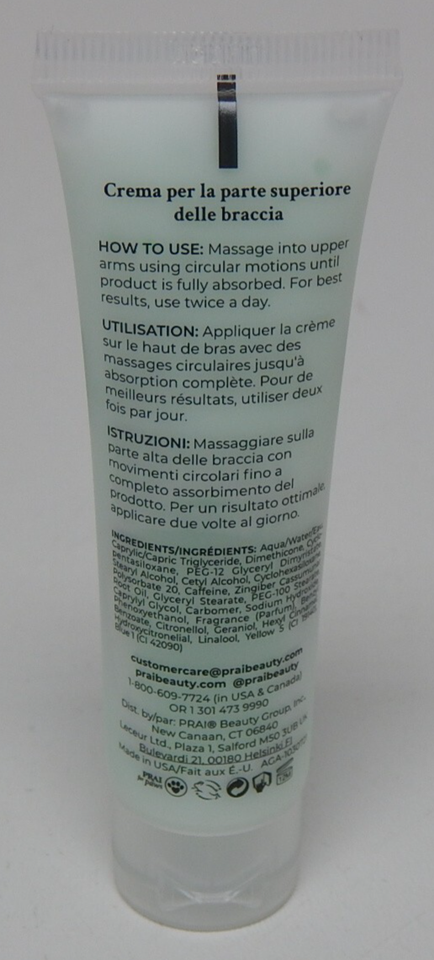 Crema per la parte superiore
delle braccia
HOW TO USE: Massage into upper
arms using circular motions until
product is fully absorbed. For best
results, use twice a day.
UTILISATION: Appliquer la crème
sur le haut de bras avec des
massages circulaires jusqu'à
absorption complète. Pour de
meilleurs résultats, utiliser deux
fois par jour.
ISTRUZIONI: Massaggiare sulla
parte alta delle braccia con
movimenti circolari fino a
completo assorbimento del
prodotto. Per un risultato ottimale,
applicare due volte al giorno.
INGREDIENTS/INGRÉDIENTS: Aqua/Water/Eau,
Caprylic/Capric Triglyceride, Dimethicone,
pentasiloxane, PEG-12 Glyceryl
Stearyl Alcohol, Cetyl Alcohol,
Polysorbate 20, Caffeine, Zingiber
Root Oil, Glyceryl Stearate, PEG-100
Caprylyl Glycol, Carbomer, Sodium
Phenoxyethanol, Fragrance (Parfum),
Benzoate, Citronellol, Geraniol, Hexyl
Hydroxycitronellal, Linalool, Yellow 5 (CI
Blue 1 (CI 42090)
customercare@praibeauty.com
praibeauty.com @praibeauty
1-800-609-7724 (in USA & Canada)
OR 1 301 473 9990
Dist. by/par: PRAI® Beauty Group, Inc.
New Canaan, CT 06840
Leceur Ltd., Plaza 1, Salford M50 3UB UK
Bulevardi 21, 00180 Helsinki FI
Made in USA/Fait aux É.-U.
PRAI
for paws